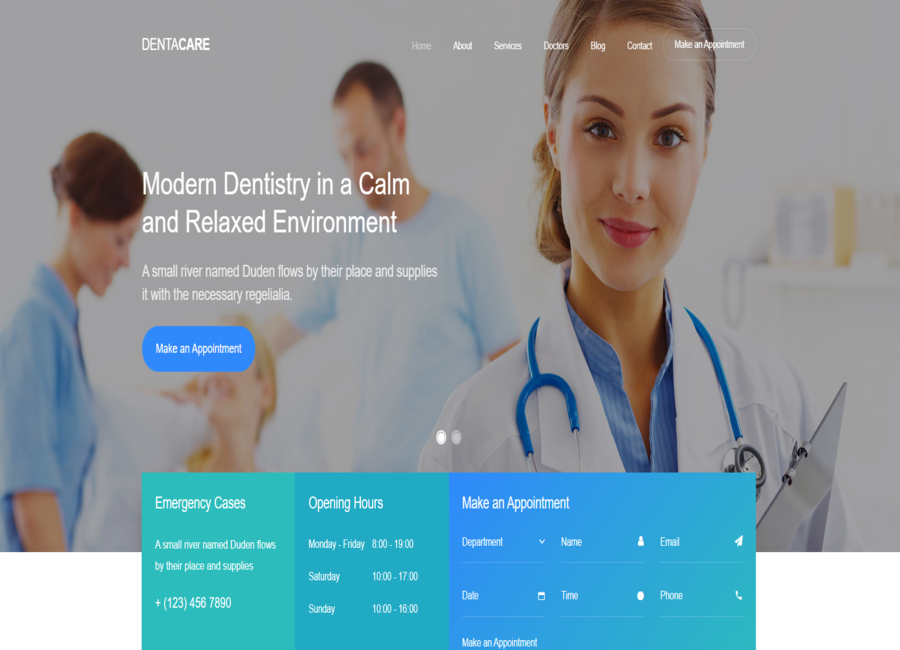 DENTACARE
Home About Services Doctors Blog Contact Make an Appointment
Modern Dentistry in a Calm
and Relaxed Environment
A small river named Duden flows by their place and supplies
it with the necessary regelialia.
Make an Appointment
Emergency Cases
A small river named Duden flows
by their place and supplies
+ (123) 456 7890
Opening Hours
Monday - Friday 8:00 - 19:00
Saturday 10:00 - 17:00
Sunday 10:00 - 16:00
Make an Appointment
Department Name Email
Date Time Phone
Make an Appointment